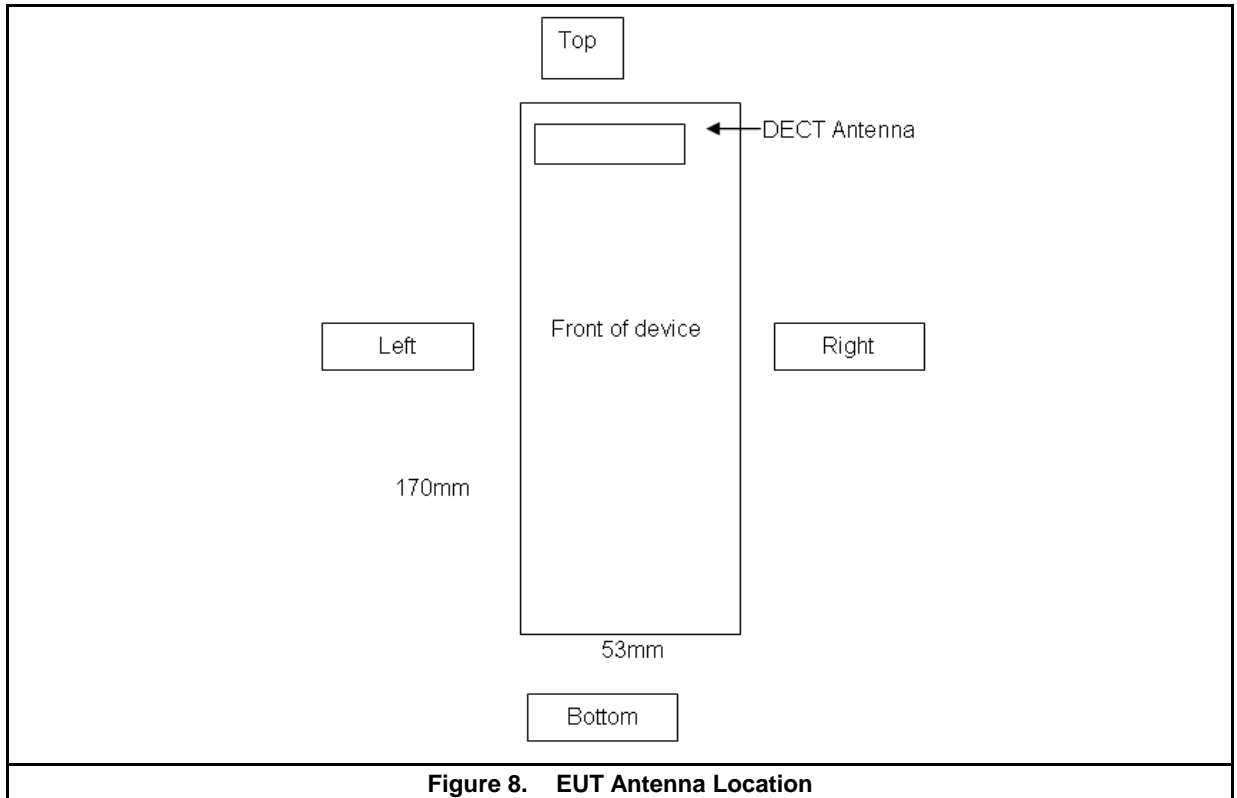 Top
DECT Antenna
Front of device
Left
Right
170mm
53mm
Bottom
Figure 8. EUT Antenna Location